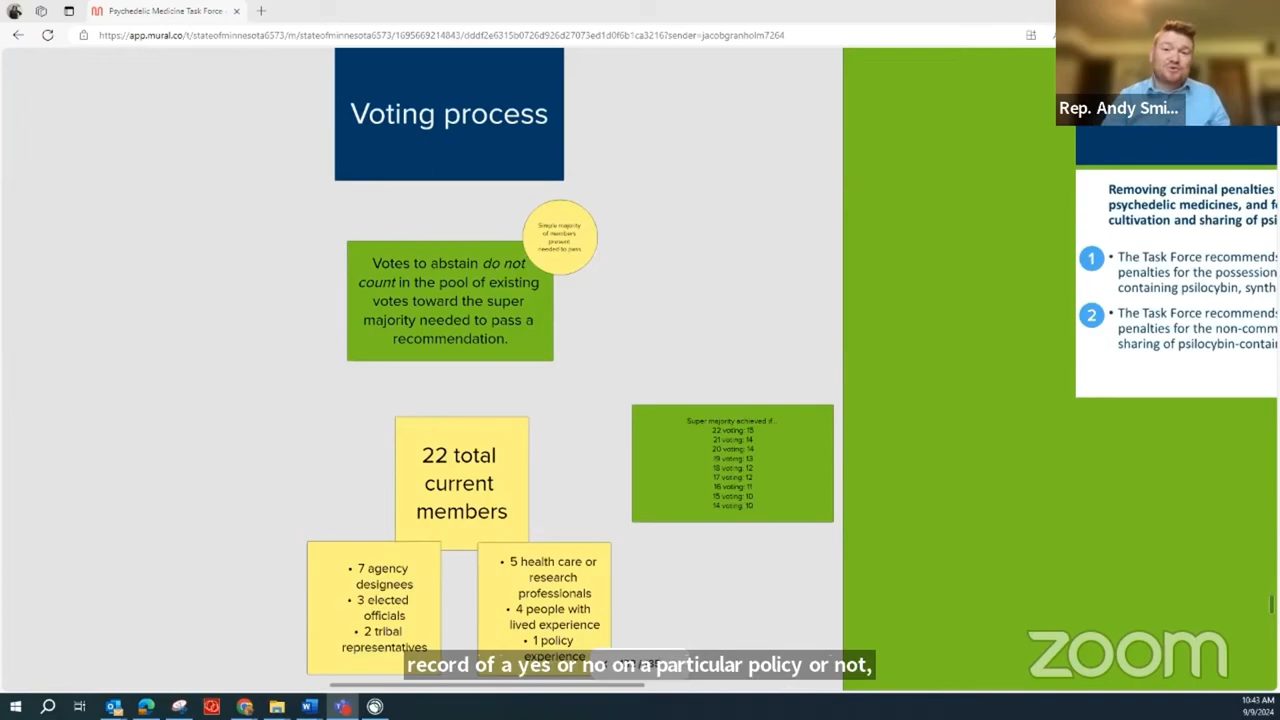 Psychedelic Medicine Task Force -
https://app.mural.co/t/stateofminnesota6573/m/stateofminnesota6573/1695669214843/dddf2e6315b0726d926d27073ed1d0f6b1ca3216?sender=jacobgranholm7264
Rep. Andy Smi...
Voting process
Simple majority
of members
present
needed to pass
Votes to abstain do not
count in the pool of existing
votes toward the super
majority needed to pass a
recommendation.
22 total
current
members
• 7 agency
designees
• 3 elected
officials
• 2 tribal
representatives
• 5 health care or
research
professionals
• 4 people with
lived experience
• 1 policy
experience
Super majority achieved if...
22 voting: 15
21 voting: 14
20 voting: 14
19 voting: 13
18 voting: 12
17 voting: 12
16 voting: 11
15 voting: 10
14 voting: 10
Removing criminal penalties
psychedelic medicines, and f
cultivation and sharing of psi
1 • The Task Force recommends
penalties for the possession
containing psilocybin, synth
2 • The Task Force recommends
penalties for the non-comm
sharing of psilocybin-contai
record of a yes or no on a particular policy or not,
zoom
10:43 AM
9/9/2024